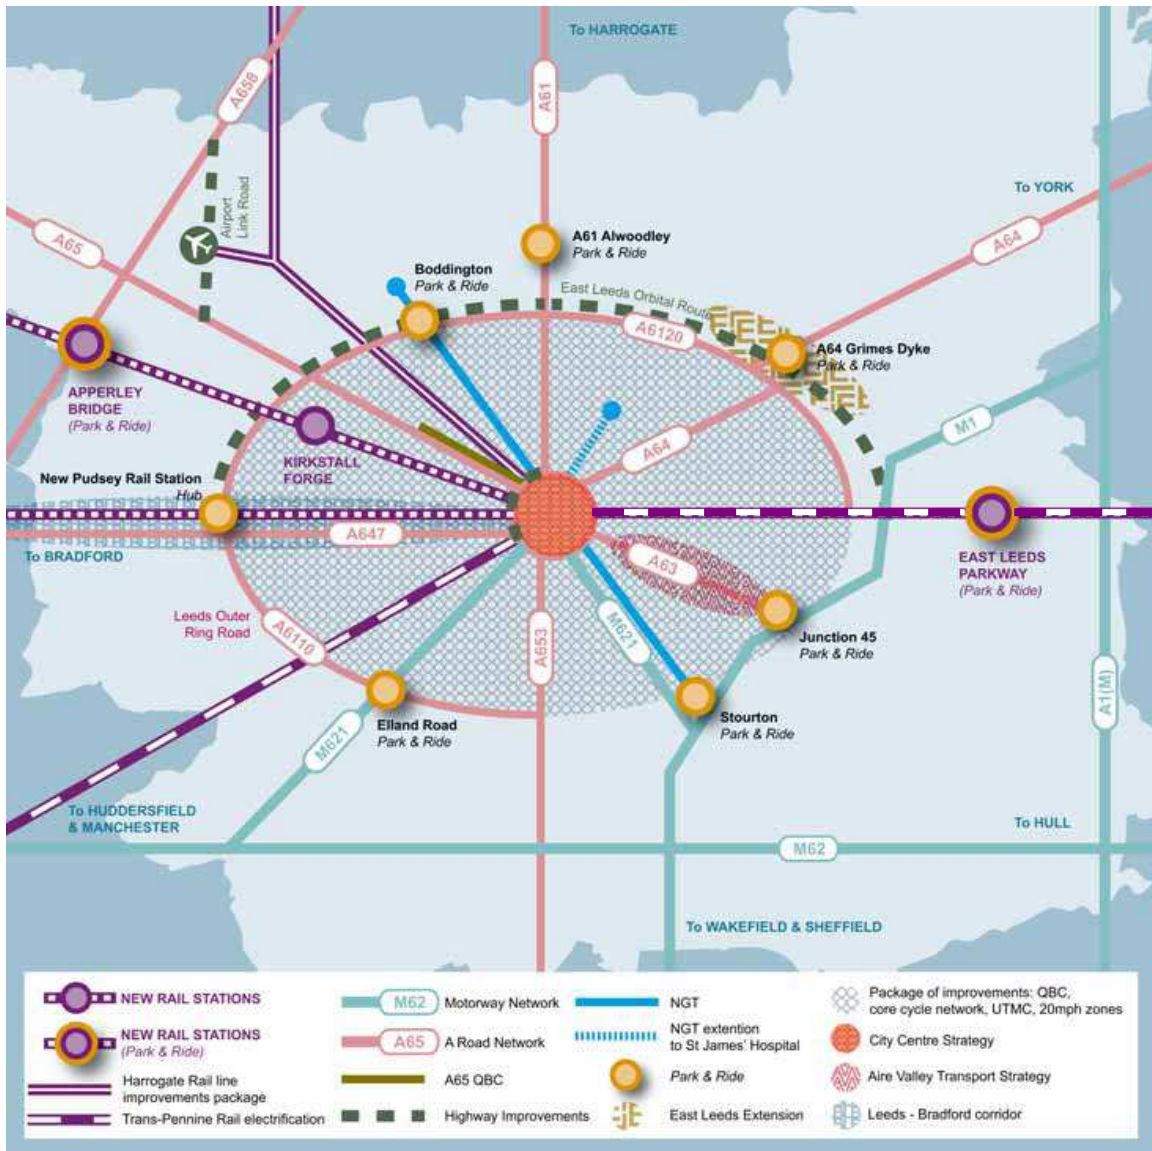 To HARROGATE
A658
A61
To YORK
Airport
Link Road
A65
A61 Alwoodley
Park & Ride
A64
Boddington
Park & Ride
East Leeds Orbital Route
A6120
A64 Grimes Dyke
Park & Ride
APPERLEY
BRIDGE
(Park & Ride)
M1
A64
KIRKSTALL
FORGE
New Pudsey Rail Station
Hub
A647
To BRADFORD
A63
EAST LEEDS
PARKWAY
(Park & Ride)
Leeds Outer
Ring Road
A6110
A653
M621
Junction 45
Park & Ride
A1(M)
Elland Road
Park & Ride
Stourton
Park & Ride
M621
To HUDDERSFIELD
& MANCHESTER
To HULL
M62
To WAKEFIELD & SHEFFIELD
NEW RAIL STATIONS
NEW RAIL STATIONS
(Park & Ride)
Harrogate Rail line
improvements package
Trans-Pennine Rail electrification
M62 Motorway Network
A65 A Road Network
A65 QBC
Highway Improvements
NGT
NGT extention
to St James' Hospital
Park & Ride
East Leeds Extension
Package of improvements: QBC,
core cycle network, UTMC, 20mph zones
City Centre Strategy
Aire Valley Transport Strategy
Leeds - Bradford corridor